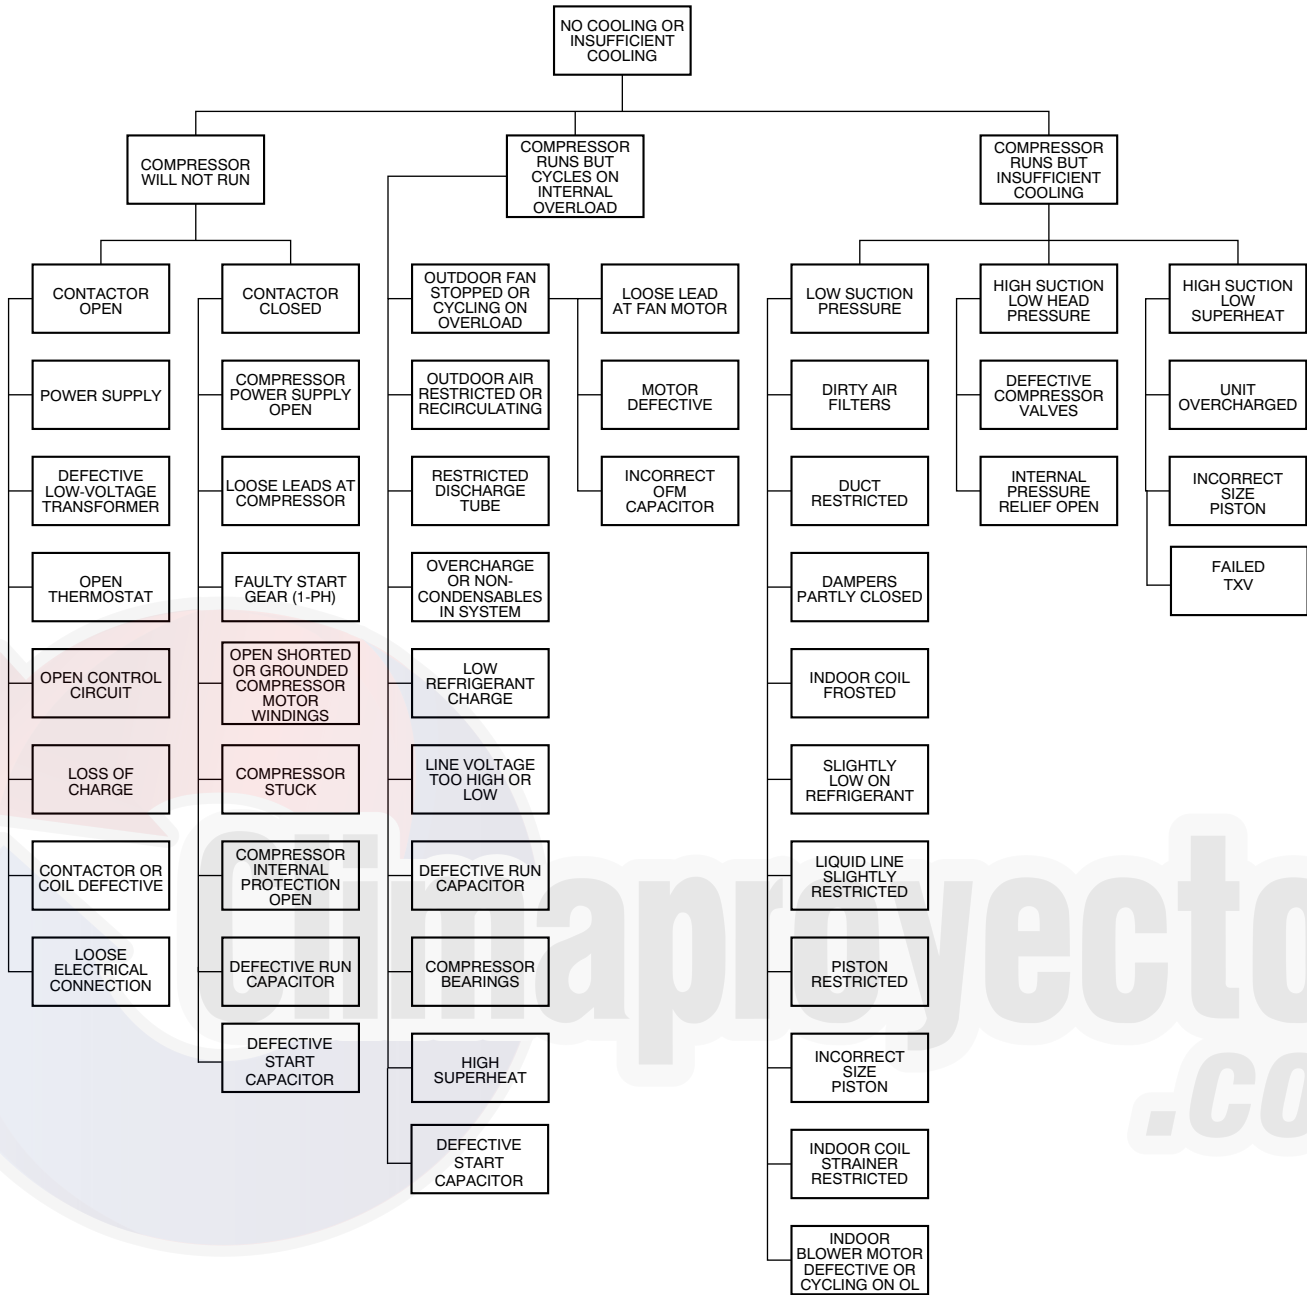 NO COOLING OR
INSUFFICIENT
COOLING
COMPRESSOR
WILL NOT RUN
COMPRESSOR
RUNS BUT
CYCLES ON
INTERNAL
OVERLOAD
COMPRESSOR
RUNS BUT
INSUFFICIENT
COOLING
CONTACTOR
OPEN
POWER SUPPLY
DEFECTIVE
LOW-VOLTAGE
TRANSFORMER
OPEN
THERMOSTAT
OPEN CONTROL
CIRCUIT
LOSS OF
CHARGE
CONTACTOR OR
COIL DEFECTIVE
LOOSE
ELECTRICAL
CONNECTION
CONTACTOR
CLOSED
COMPRESSOR
POWER SUPPLY
OPEN
LOOSE LEADS AT
COMPRESSOR
FAULTY START
GEAR (1-PH)
OPEN SHORTED
OR GROUNDED
COMPRESSOR
MOTOR
WINDINGS
COMPRESSOR
STUCK
COMPRESSOR
INTERNAL
PROTECTION
OPEN
DEFECTIVE RUN
CAPACITOR
DEFECTIVE
START
CAPACITOR
OUTDOOR FAN
STOPPED OR
CYCLING ON
OVERLOAD
OUTDOOR AIR
RESTRICTED OR
RECIRCULATING
RESTRICTED
DISCHARGE
TUBE
OVERCHARGE
OR NON-
CONDENSABLES
IN SYSTEM
LOW
REFRIGERANT
CHARGE
LINE VOLTAGE
TOO HIGH OR
LOW
DEFECTIVE RUN
CAPACITOR
COMPRESSOR
BEARINGS
HIGH
SUPERHEAT
DEFECTIVE
START
CAPACITOR
LOOSE LEAD
AT FAN MOTOR
MOTOR
DEFECTIVE
INCORRECT
OFM
CAPACITOR
LOW SUCTION
PRESSURE
DIRTY AIR
FILTERS
DUCT
RESTRICTED
DAMPERS
PARTLY CLOSED
INDOOR COIL
FROSTED
SLIGHTLY
LOW ON
REFRIGERANT
LIQUID LINE
SLIGHTLY
RESTRICTED
PISTON
RESTRICTED
INCORRECT
SIZE
PISTON
INDOOR COIL
STRAINER
RESTRICTED
INDOOR
BLOWER MOTOR
DEFECTIVE OR
CYCLING ON OL
HIGH SUCTION
LOW HEAD
PRESSURE
DEFECTIVE
COMPRESSOR
VALVES
INTERNAL
PRESSURE
RELIEF OPEN
HIGH SUCTION
LOW
SUPERHEAT
UNIT
OVERCHARGED
INCORRECT
SIZE
PISTON
FAILED
TXV
Climaproyecto
.co